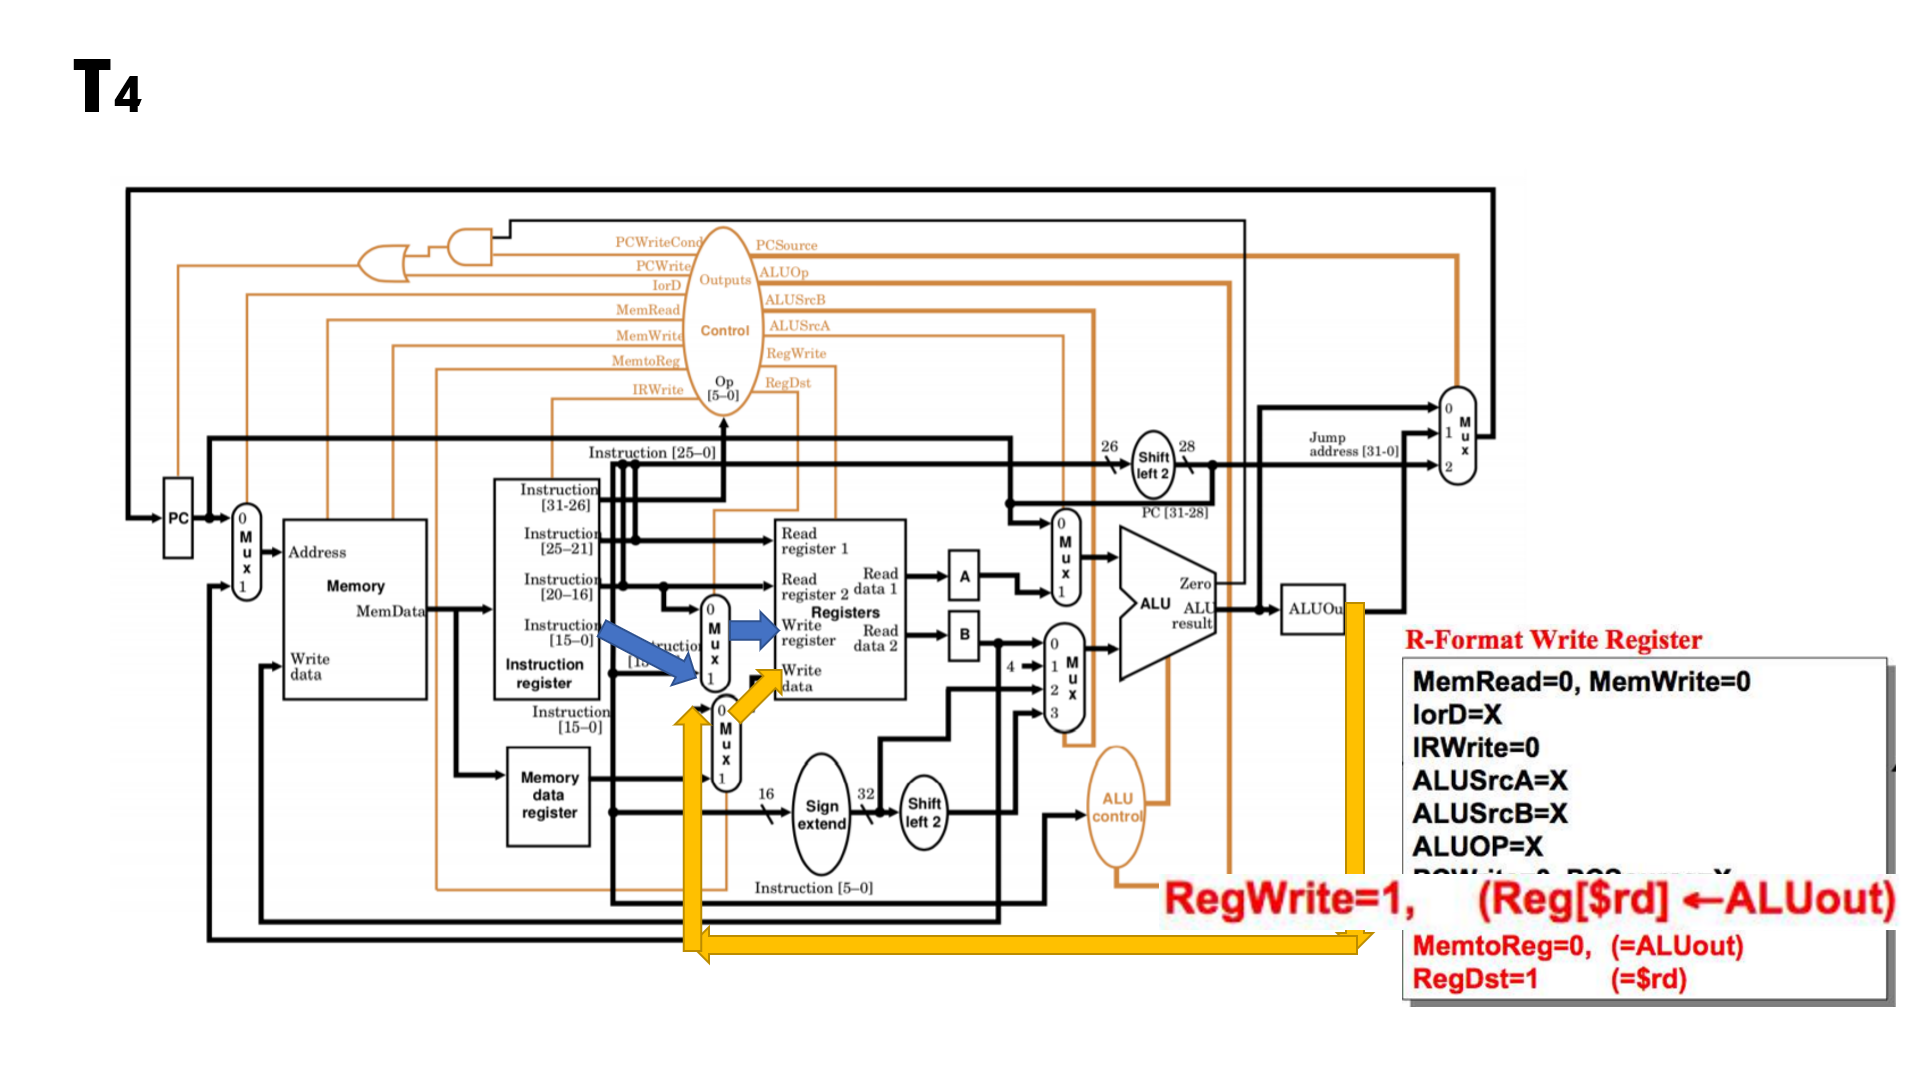 T4
PCWriteCond
PCWrite
IorD
MemRead
MemWrite
MemtoReg
IRWrite
Outputs
Control
Op
[5–0]
PCSource
ALUOp
ALUSrcB
ALUSrcA
RegWrite
RegDst
Instruction [25–0]
26
Shift
left 2
28
Jump
address [31-0]
0
M
u
x
1
2
PC [31-28]
PC
0
M
u
x
1
Address
Memory
MemData
Write
data
Instruction
[31-26]
Instruction
[25–21]
Instruction
[20–16]
Instruction
[15–0]
Instruction
register
Instruction
[15–0]
Memory
data
register
0
M
u
x
1
0
M
u
x
1
Read
register 1
Read
register 2
Registers
Write
register
Write
data
Read
data 1
Read
data 2
A
B
0
M
u
x
1
4
0
1
2
3
M
u
x
ALU
Zero
ALU
result
16
Sign
extend
32
Shift
left 2
ALU
control
Instruction [5–0]
R-Format Write Register
MemRead=0, MemWrite=0
IorD=X
IRWrite=0
ALUSrcA=X
ALUSrcB=X
ALUOP=X
RegWrite=1, (Reg[$rd] ←ALUout)
MemtoReg=0, (=ALUout)
RegDst=1 (=$rd)